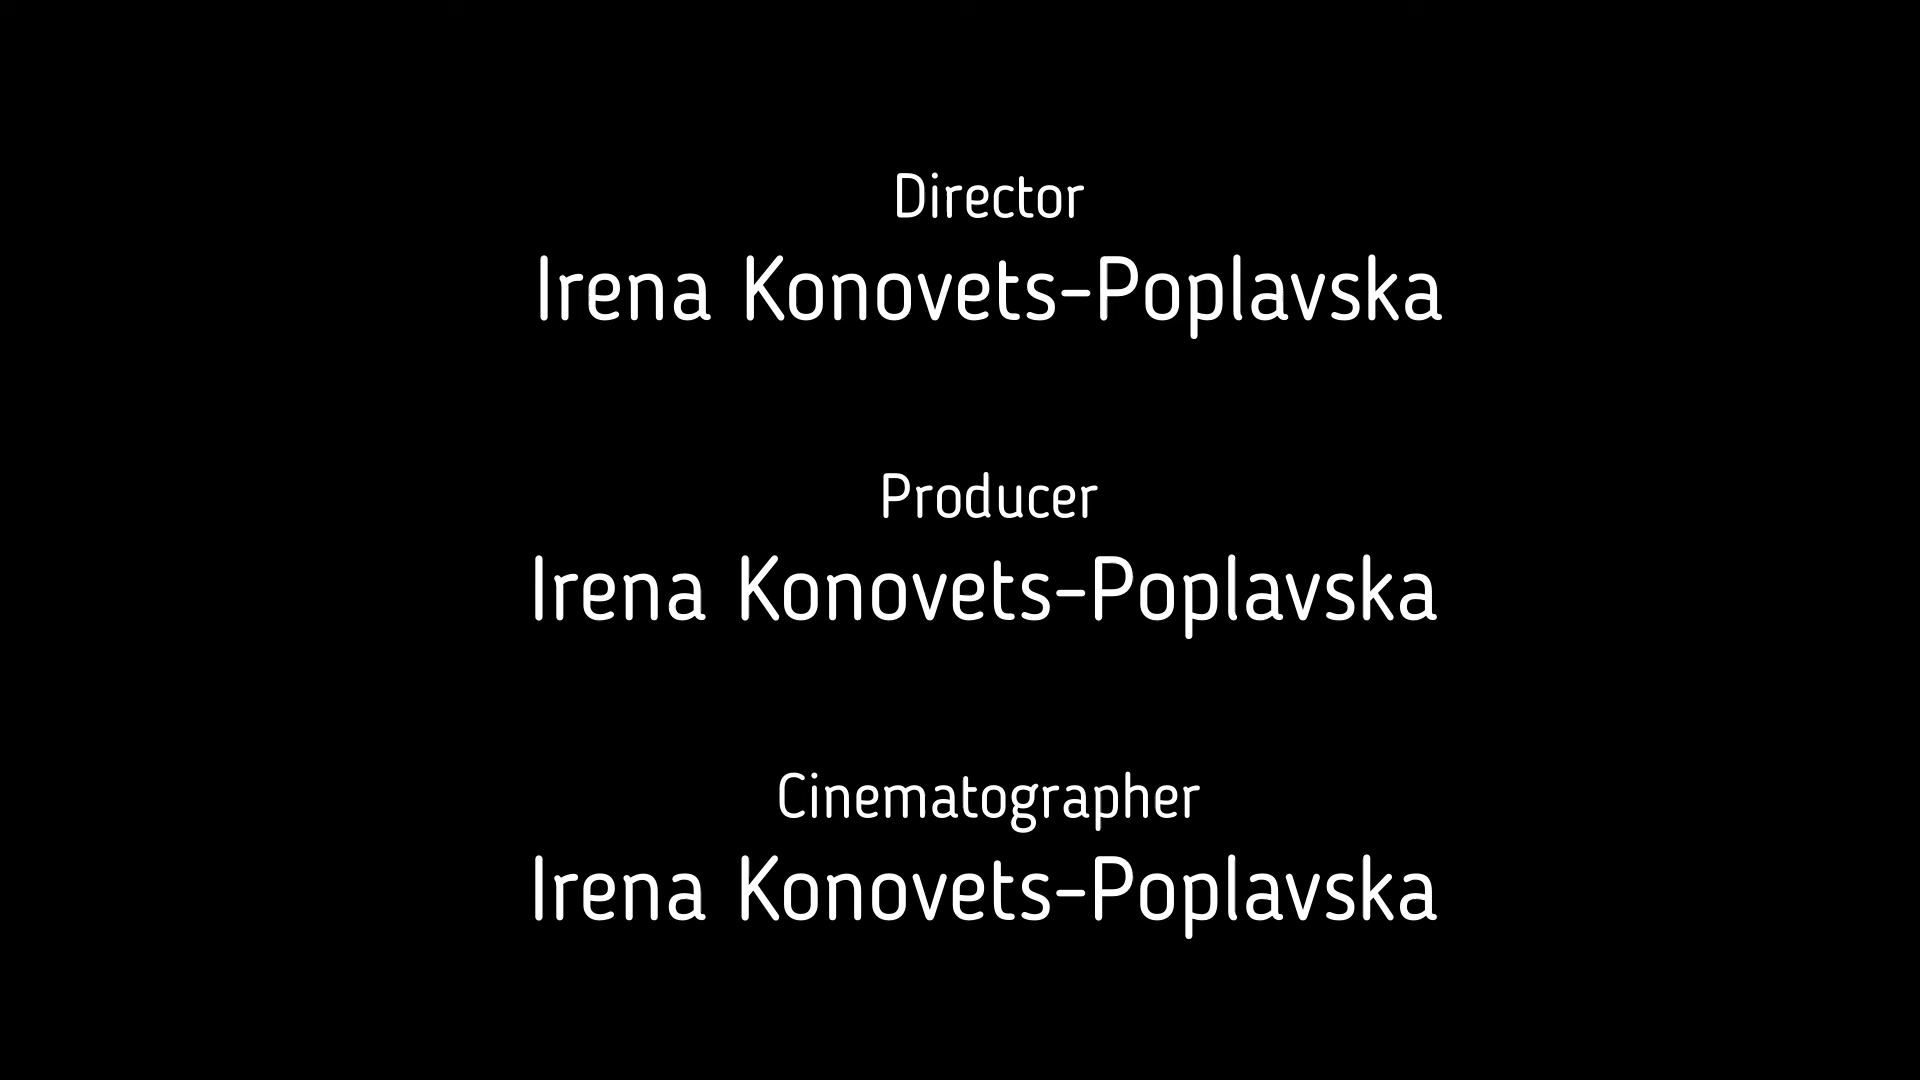 Director
Irena Konovets-Poplavska
Producer
Irena Konovets-Poplavska
Cinematographer
Irena Konovets-Poplavska